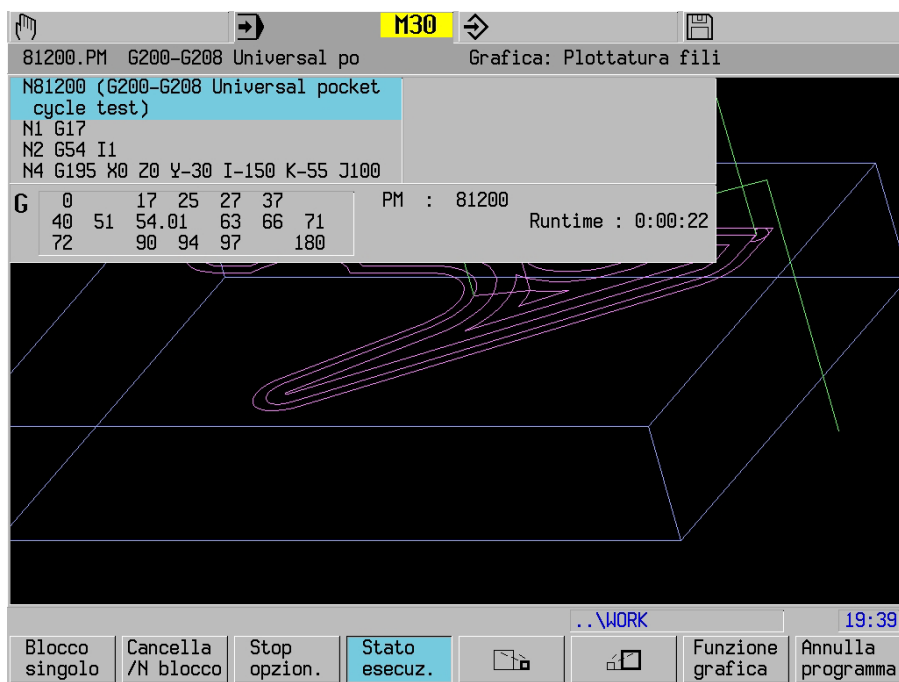 M30
81200.PM G200-G208 Universal po Grafica: Plottatura fili
N81200 (G200-G208 Universal pocket
cycle test)
N1 G17
N2 G54 I1
N4 G195 X0 Z0 Y-30 I-150 K-55 J100
G 0 17 25 27 37 PM : 81200
40 51 54.01 63 66 71 Runtime : 0:00:22
72 90 94 97 180
..\WORK 19:39
Blocco singolo
Cancella /N blocco
Stop opzion.
Stato esecuz.
Funzione grafica
Annulla programma